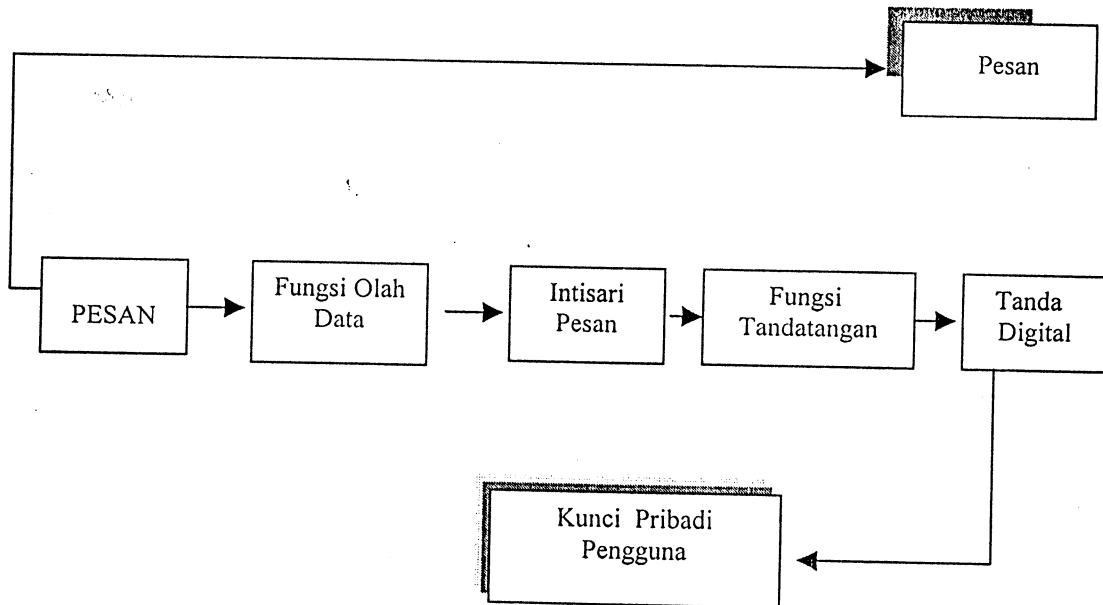 Pesan
PESAN
Fungsi Olah
Data
Intisari
Pesan
Fungsi
Tandatangan
Tanda
Digital
Kunci Pribadi
Pengguna